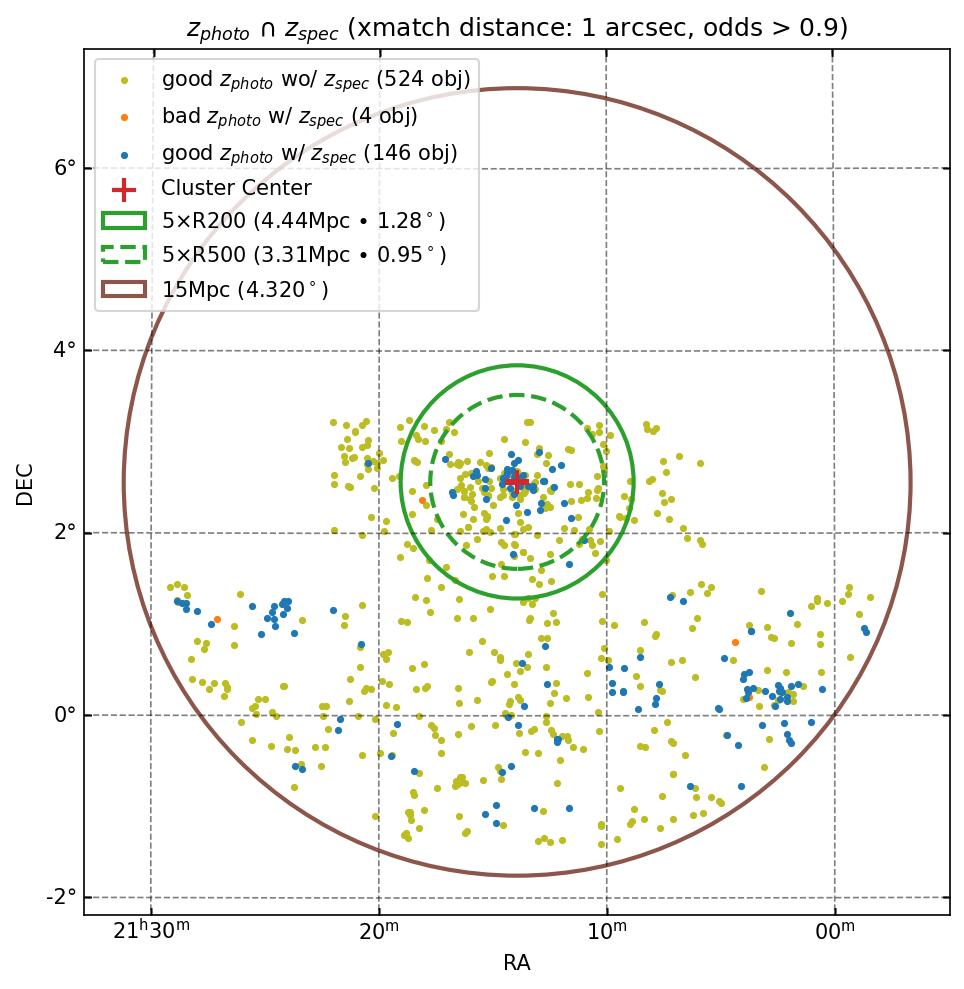 z_photo ∩ z_spec (xmatch distance: 1 arcsec, odds > 0.9)
good z_photo wo/ z_spec (524 obj)
bad z_photo w/ z_spec (4 obj)
good z_photo w/ z_spec (146 obj)
Cluster Center
5×R200 (4.44Mpc • 1.28°)
5×R500 (3.31Mpc • 0.95°)
15Mpc (4.320°)
6°
4°
2°
0°
-2°
DEC
21h30m 20m 10m 00m
RA